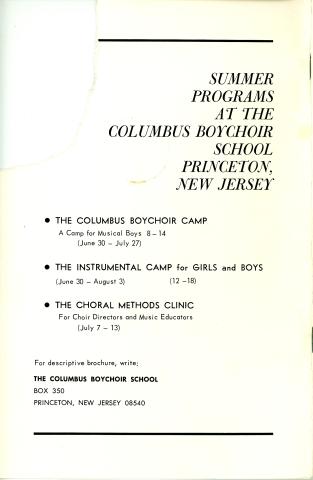 SUMMER
PROGRAMS
AT THE
COLUMBUS BOYCHOIR
SCHOOL
PRINCETON,
NEW JERSEY
● THE COLUMBUS BOYCHOIR CAMP
A Camp for Musical Boys 8 – 14
(June 30 – July 27)
● THE INSTRUMENTAL CAMP for GIRLS and BOYS
(June 30 – August 3) (12 –18)
● THE CHORAL METHODS CLINIC
For Choir Directors and Music Educators
(July 7 – 13)
For descriptive brochure, write;
THE COLUMBUS BOYCHOIR SCHOOL
BOX 350
PRINCETON, NEW JERSEY 08540